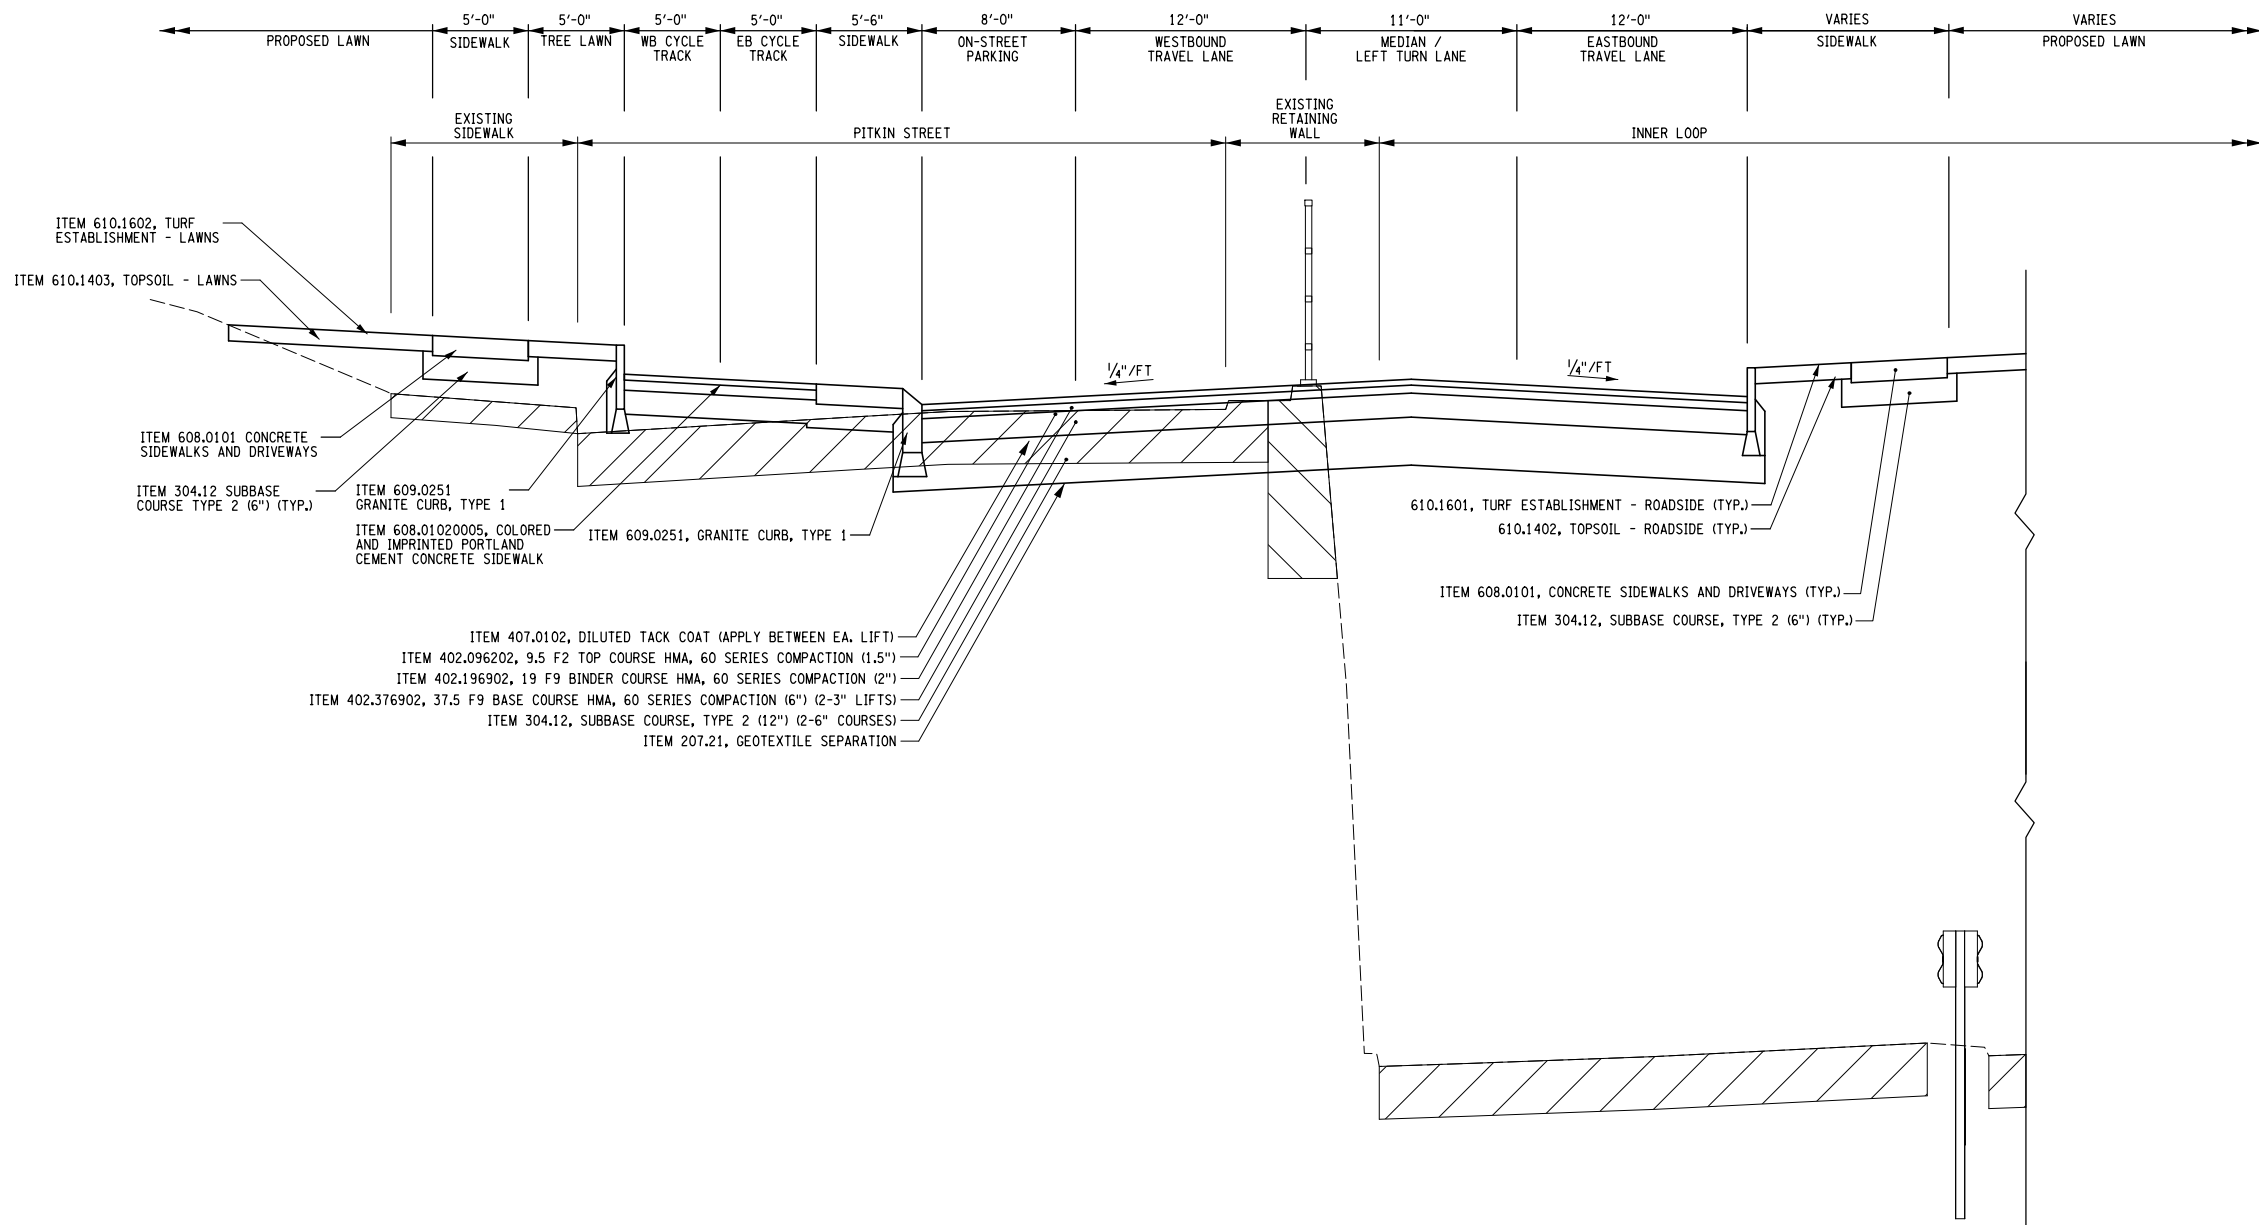 5'-0"
5'-0"
5'-0"
5'-0"
5'-6"
8'-0"
12'-0"
11'-0"
12'-0"
VARIES
VARIES
PROPOSED LAWN
SIDEWALK
TREE LAWN
WB CYCLE
TRACK
EB CYCLE
TRACK
SIDEWALK
ON-STREET
PARKING
WESTBOUND
TRAVEL LANE
MEDIAN /
LEFT TURN LANE
EASTBOUND
TRAVEL LANE
SIDEWALK
PROPOSED LAWN
EXISTING
SIDEWALK
PITKIN STREET
EXISTING
RETAINING
WALL
INNER LOOP
ITEM 610.1602, TURF
ESTABLISHMENT - LAWNS
ITEM 610.1403, TOPSOIL - LAWNS
1/4"/FT
1/4"/FT
ITEM 608.0101 CONCRETE
SIDEWALKS AND DRIVEWAYS
ITEM 304.12 SUBBASE
COURSE TYPE 2 (6") (TYP.)
ITEM 609.0251
GRANITE CURB, TYPE 1
ITEM 608.01020005, COLORED
AND IMPRINTED PORTLAND
CEMENT CONCRETE SIDEWALK
ITEM 609.0251, GRANITE CURB, TYPE 1
610.1601, TURF ESTABLISHMENT - ROADSIDE (TYP.)
610.1402, TOPSOIL - ROADSIDE (TYP.)
ITEM 608.0101, CONCRETE SIDEWALKS AND DRIVEWAYS (TYP.)
ITEM 304.12, SUBBASE COURSE, TYPE 2 (6") (TYP.)
ITEM 407.0102, DILUTED TACK COAT (APPLY BETWEEN EA. LIFT)
ITEM 402.096202, 9.5 F2 TOP COURSE HMA, 60 SERIES COMPACTION (1.5")
ITEM 402.196902, 19 F9 BINDER COURSE HMA, 60 SERIES COMPACTION (2")
ITEM 402.376902, 37.5 F9 BASE COURSE HMA, 60 SERIES COMPACTION (6") (2-3" LIFTS)
ITEM 304.12, SUBBASE COURSE, TYPE 2 (12") (2-6" COURSES)
ITEM 207.21, GEOTEXTILE SEPARATION